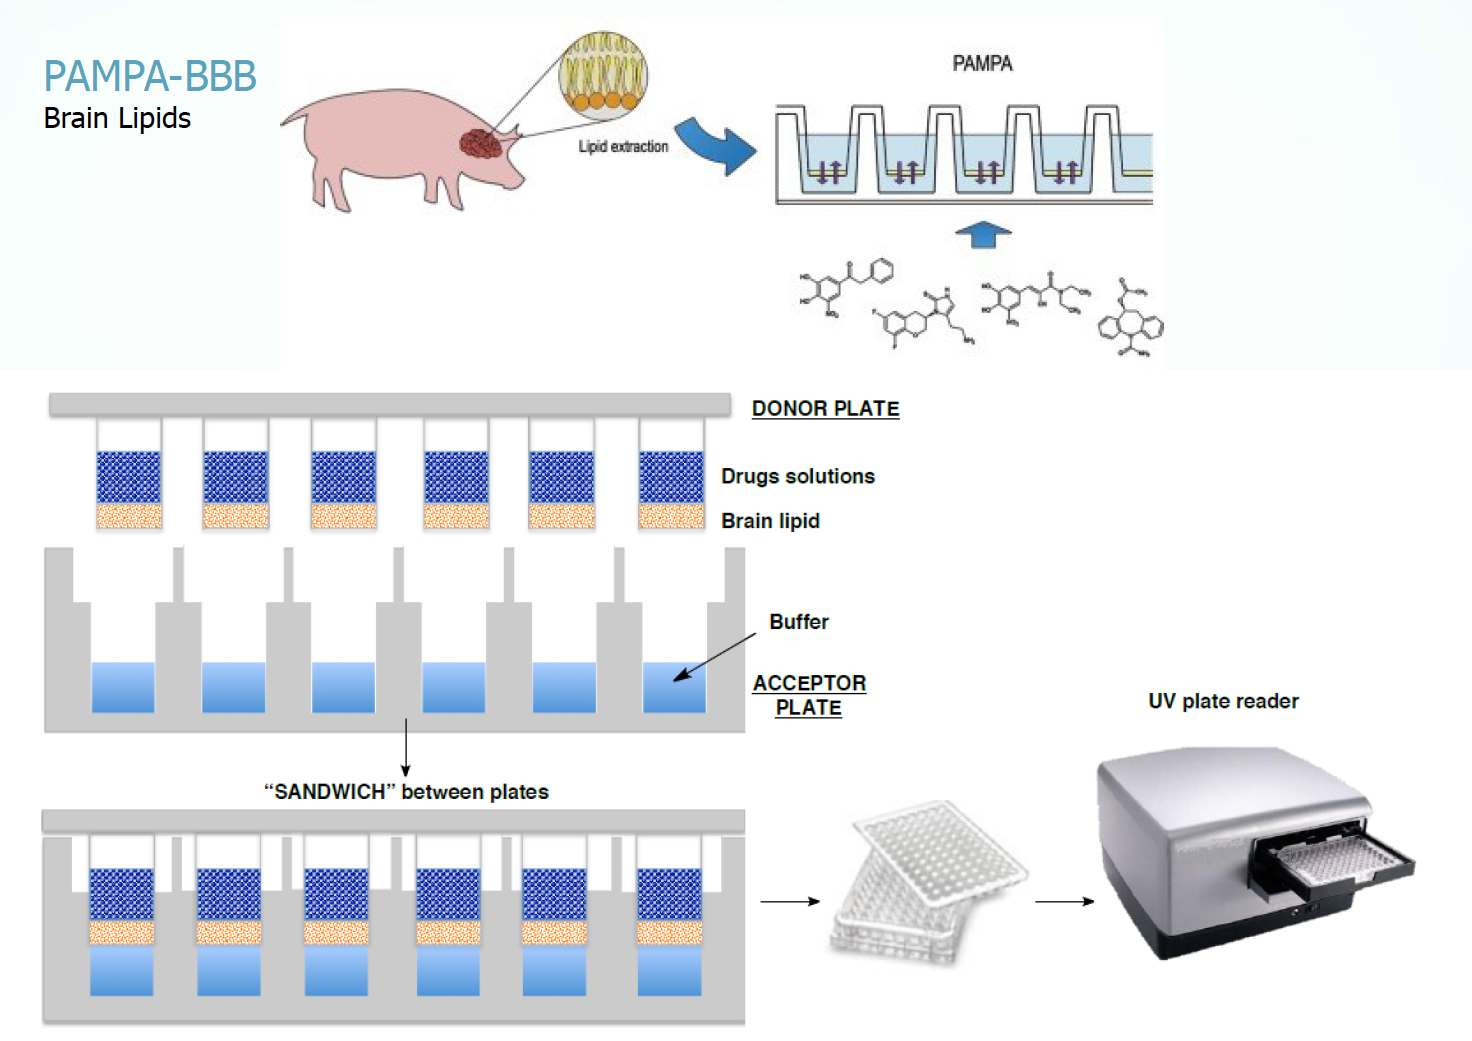 PAMPA-BBB
Brain Lipids
Lipid extraction
PAMPA
DONOR PLATE
Drugs solutions
Brain lipid
Buffer
ACCEPTOR
PLATE
“SANDWICH” between plates
UV plate reader